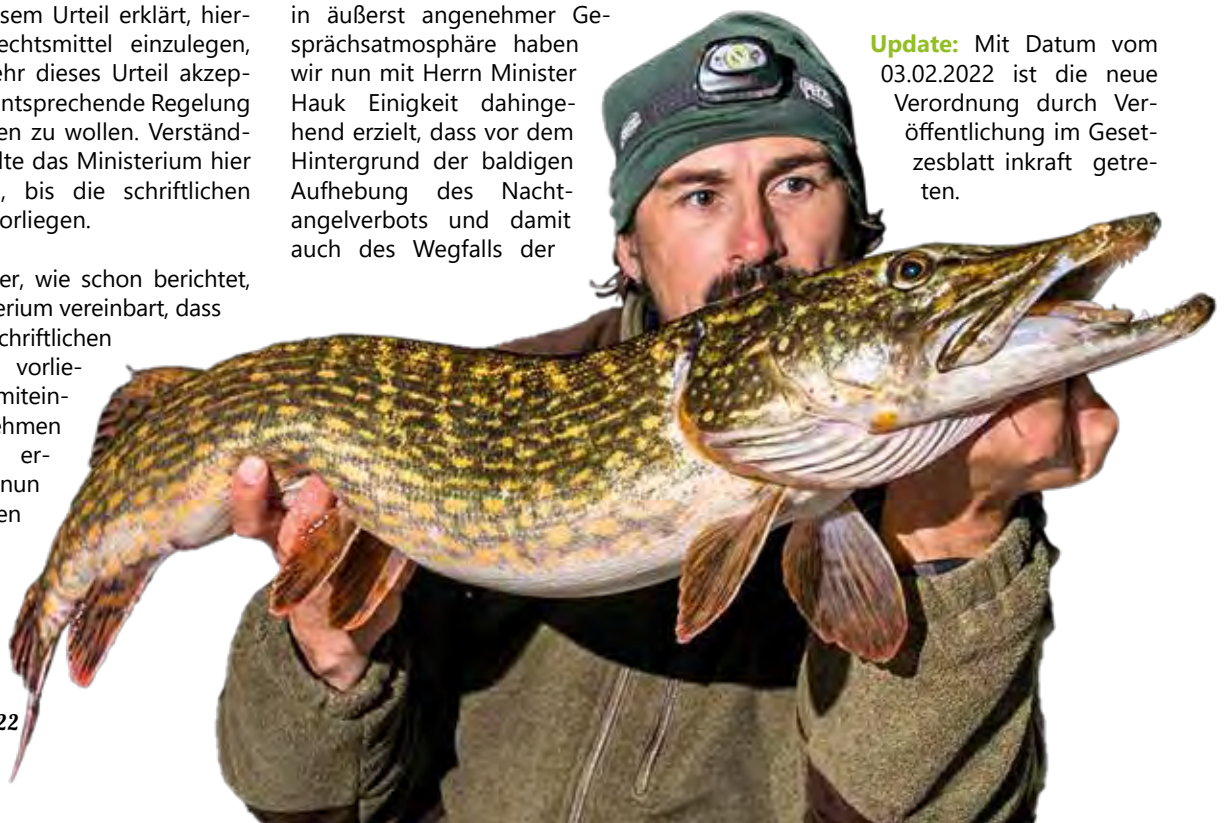 sem Urteil erklärt, hier-
echtsmittel einzulegen,
ehr dieses Urteil akzep-
ntsprechende Regelung
en zu wollen. Verständ-
lte das Ministerium hier
, bis die schriftlichen
orliegen.
er, wie schon berichtet,
erium vereinbart, dass
chriftlichen
vorlie-
miteın-
ehmen
er-
nun
en
22
in äußerst angenehmer Ge-
sprächsatmosphäre haben
wir nun mit Herrn Minister
Hauk Einigkeit dahinge-
hend erzielt, dass vor dem
Hintergrund der baldigen
Aufhebung des Nacht-
angelverbots und damit
auch des Wegfalls der
Update: Mit Datum vom
03.02.2022 ist die neue
Verordnung durch Ver-
öffentlichung im Geset-
zesblatt inkraft getre-
ten.
PETZL